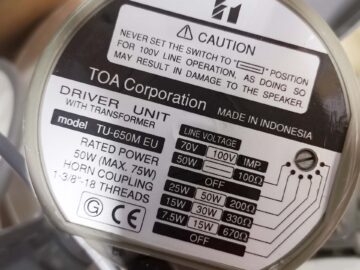 CAUTION
NEVER SET THE SWITCH TO " " POSITION
FOR 100V LINE OPERATION. AS DOING SO
MAY RESULT IN DAMAGE TO THE SPEAKER.
TOA Corporation
MADE IN INDONESIA
DRIVER UNIT
WITH TRANSFORMER
model TU-650M EU
RATED POWER
50W (MAX. 75W)
HORN COUPLING
1-3/8"-18 THREADS
G CE
LINE VOLTAGE
70V 100V IMP
50W 100Ω
OFF
25W 50W 200Ω
15W 30W 330Ω
7.5W 15W 670Ω
OFF